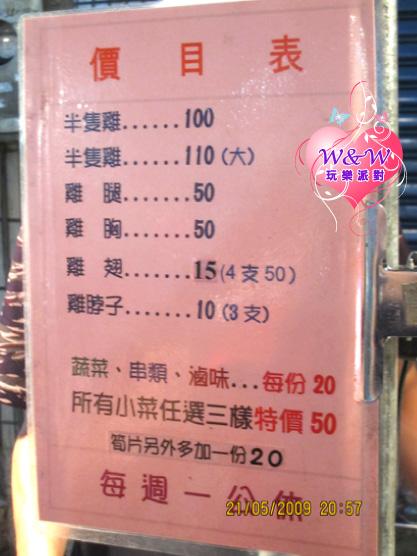 價目表
半隻雞......100
半隻雞......110(大)
W&W
玩樂派對
雞 腿.......50
雞 胸.......50
雞 翅.......15(4支50)
雞脖子.......10(3支)
蔬菜、串類、滷味...每份20
所有小菜任選三樣特價50
筍片另外多加一份20
每週一公休
21/05/2009 20:57